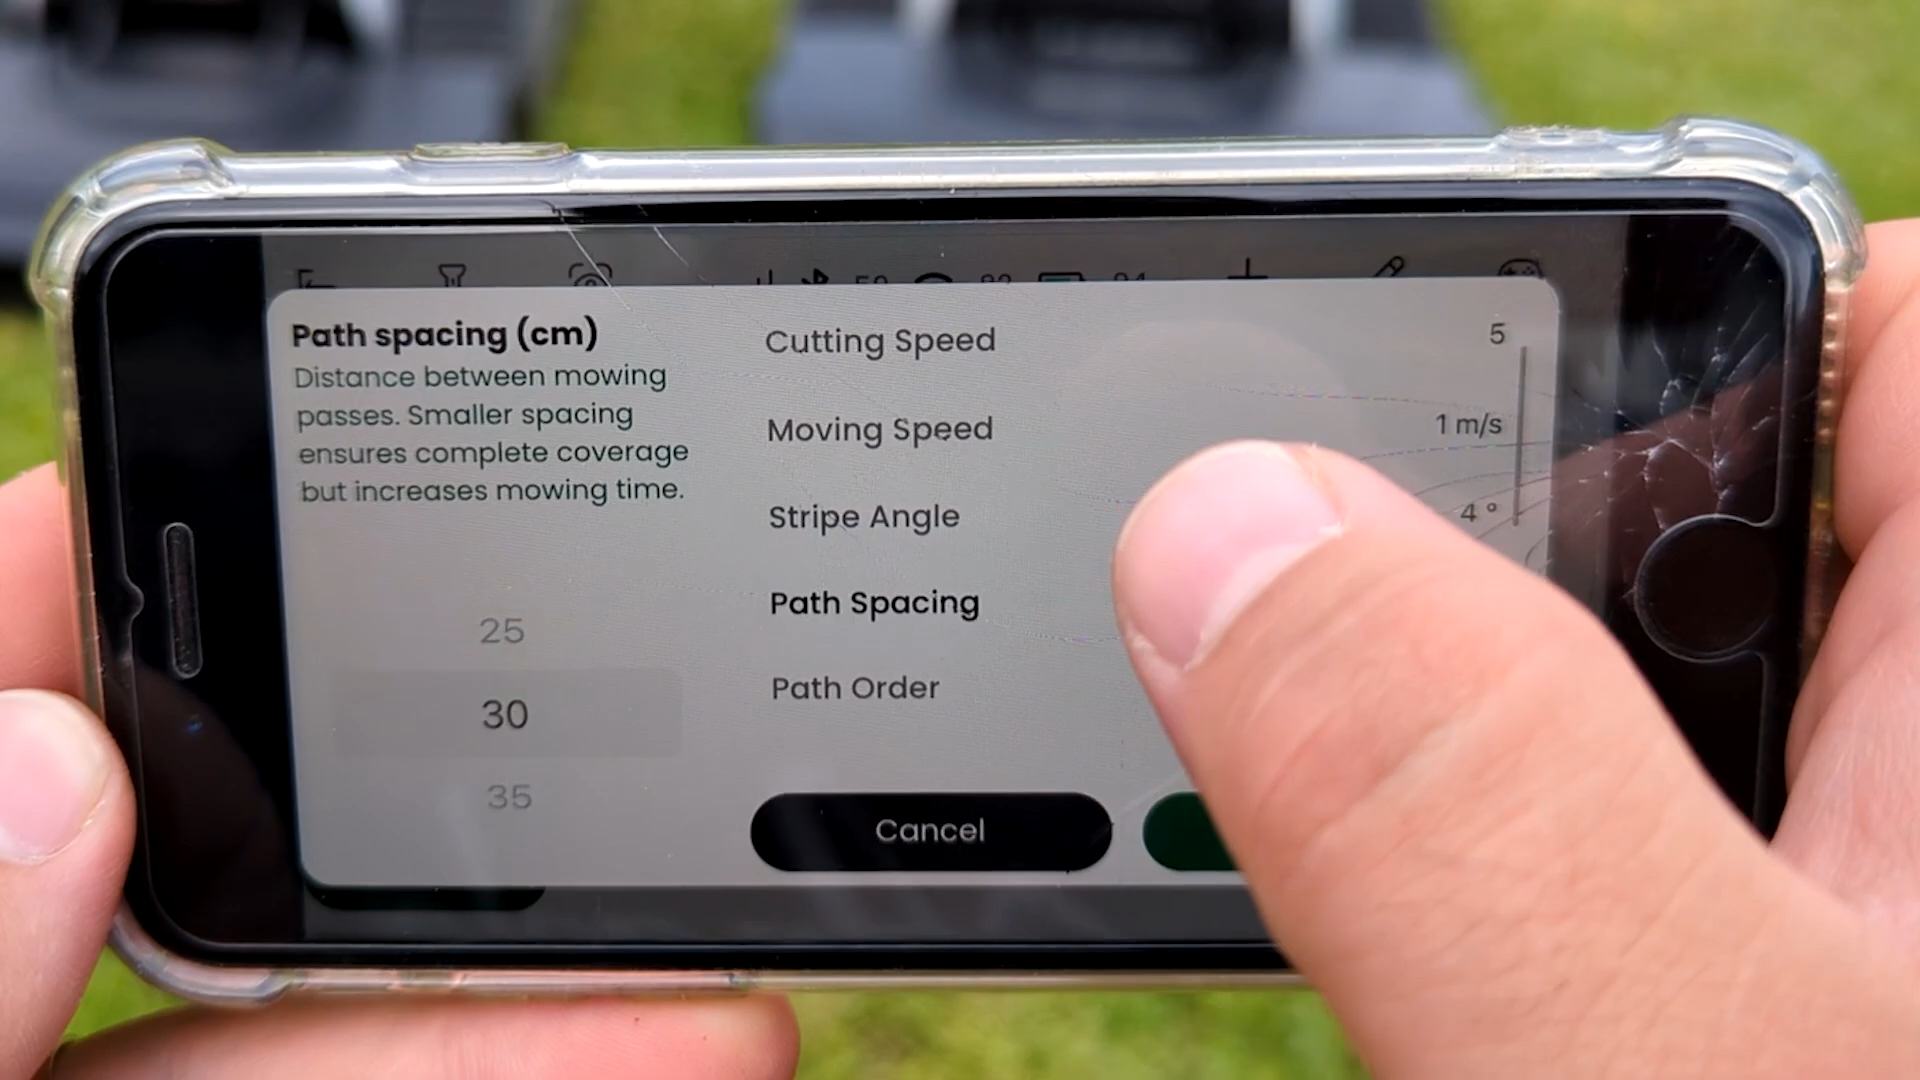 Path spacing (cm)
Distance between mowing
passes. Smaller spacing
ensures complete coverage
but increases mowing time.
25
30
35
Cutting Speed
5
Moving Speed
1 m/s
Stripe Angle
4 °
Path Spacing
Path Order
Cancel